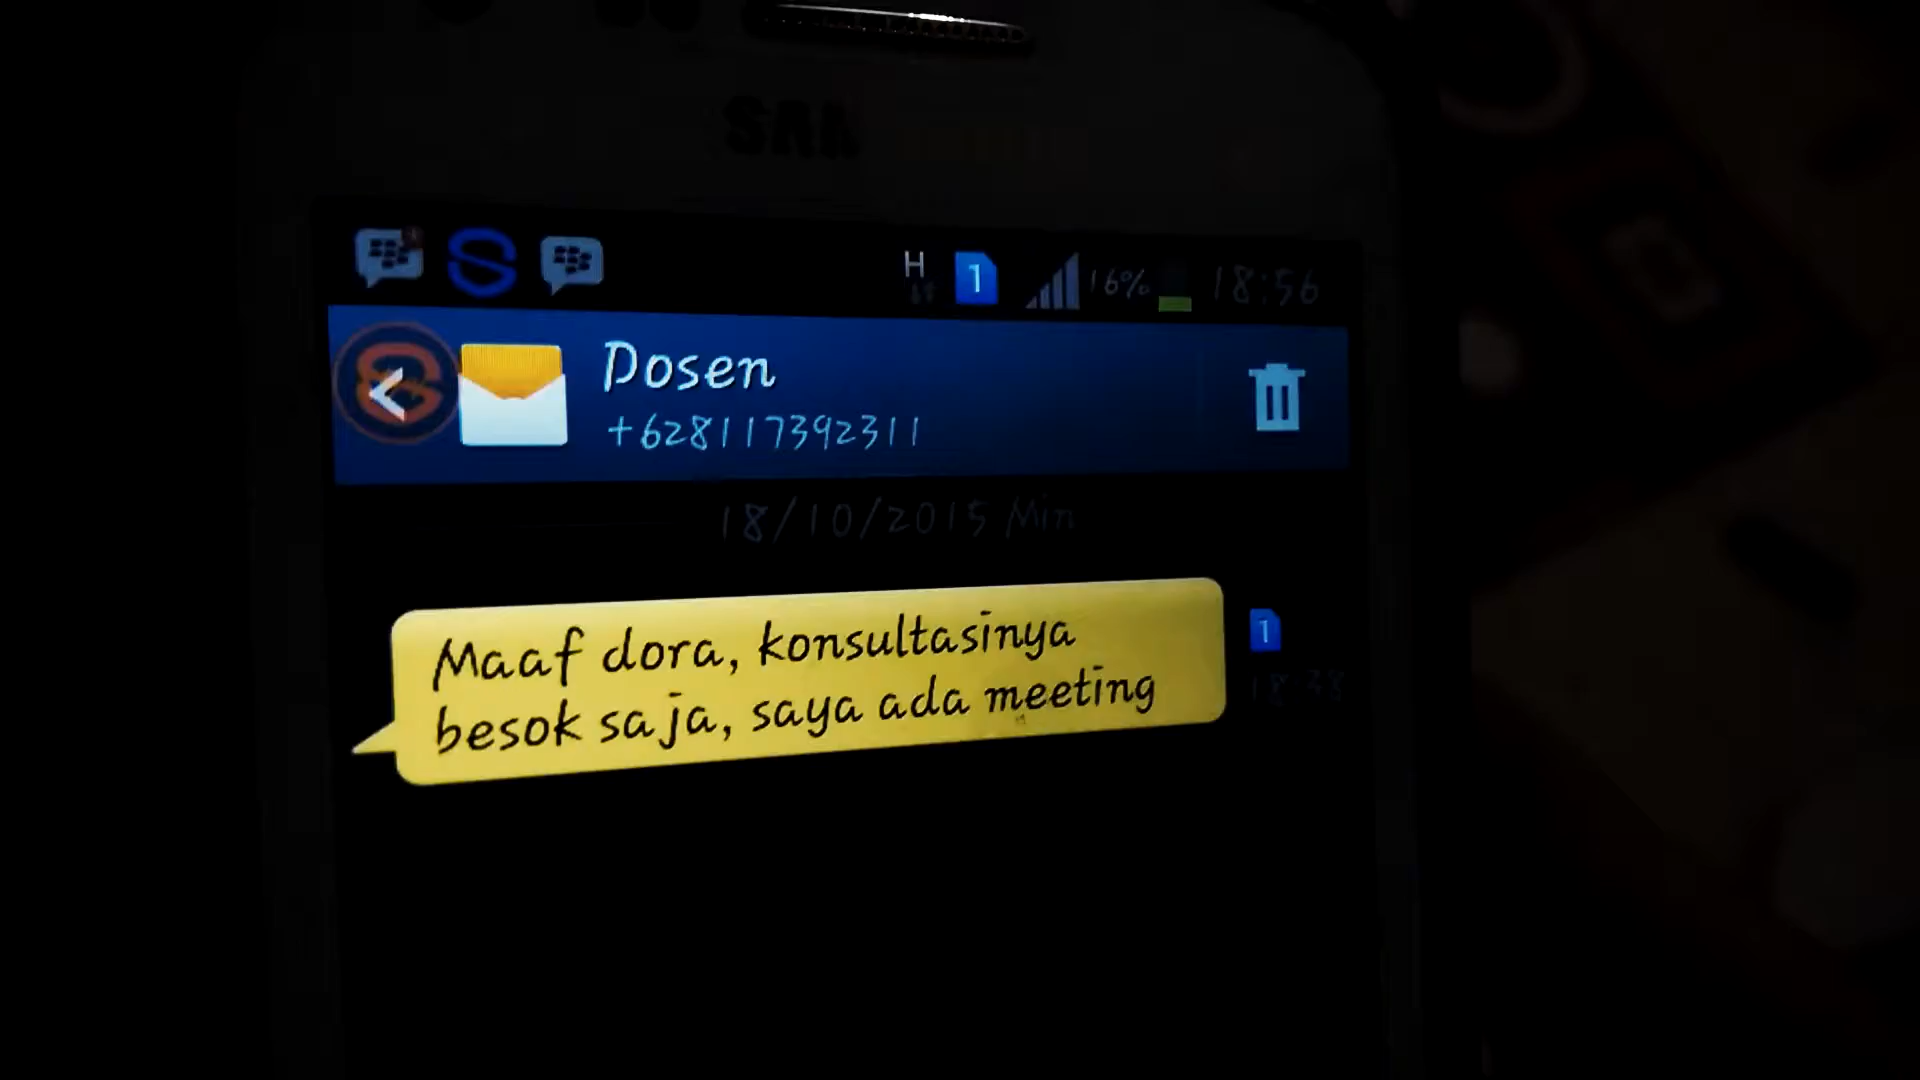 SAM
H
1
16%
18:56
Dosen
+628117392311
18/10/2015 Min
Maaf dora, konsultasinya
besok saja, saya ada meeting
1